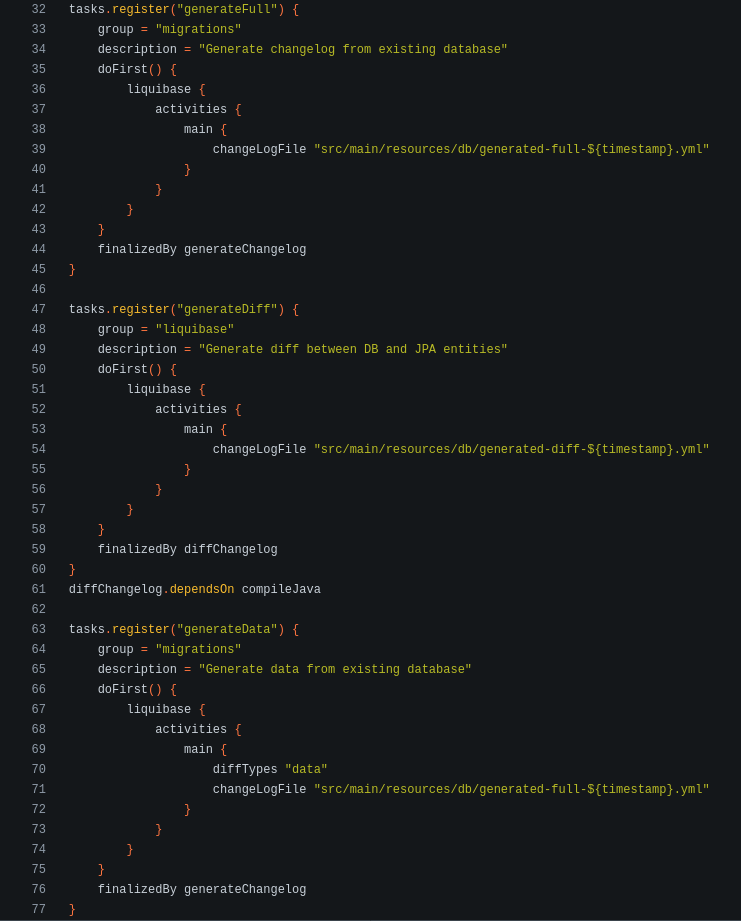 32 tasks.register("generateFull") {
33     group = "migrations"
34     description = "Generate changelog from existing database"
35     doFirst() {
36         liquibase {
37             activities {
38                 main {
39                     changeLogFile "src/main/resources/db/generated-full-${timestamp}.yml"
40                 }
41             }
42         }
43     }
44     finalizedBy generateChangelog
45 }
46
47 tasks.register("generateDiff") {
48     group = "liquibase"
49     description = "Generate diff between DB and JPA entities"
50     doFirst() {
51         liquibase {
52             activities {
53                 main {
54                     changeLogFile "src/main/resources/db/generated-diff-${timestamp}.yml"
55                 }
56             }
57         }
58     }
59     finalizedBy diffChangelog
60 }
61 diffChangelog.dependsOn compileJava
62
63 tasks.register("generateData") {
64     group = "migrations"
65     description = "Generate data from existing database"
66     doFirst() {
67         liquibase {
68             activities {
69                 main {
70                     diffTypes "data"
71                     changeLogFile "src/main/resources/db/generated-full-${timestamp}.yml"
72                 }
73             }
74         }
75     }
76     finalizedBy generateChangelog
77 }